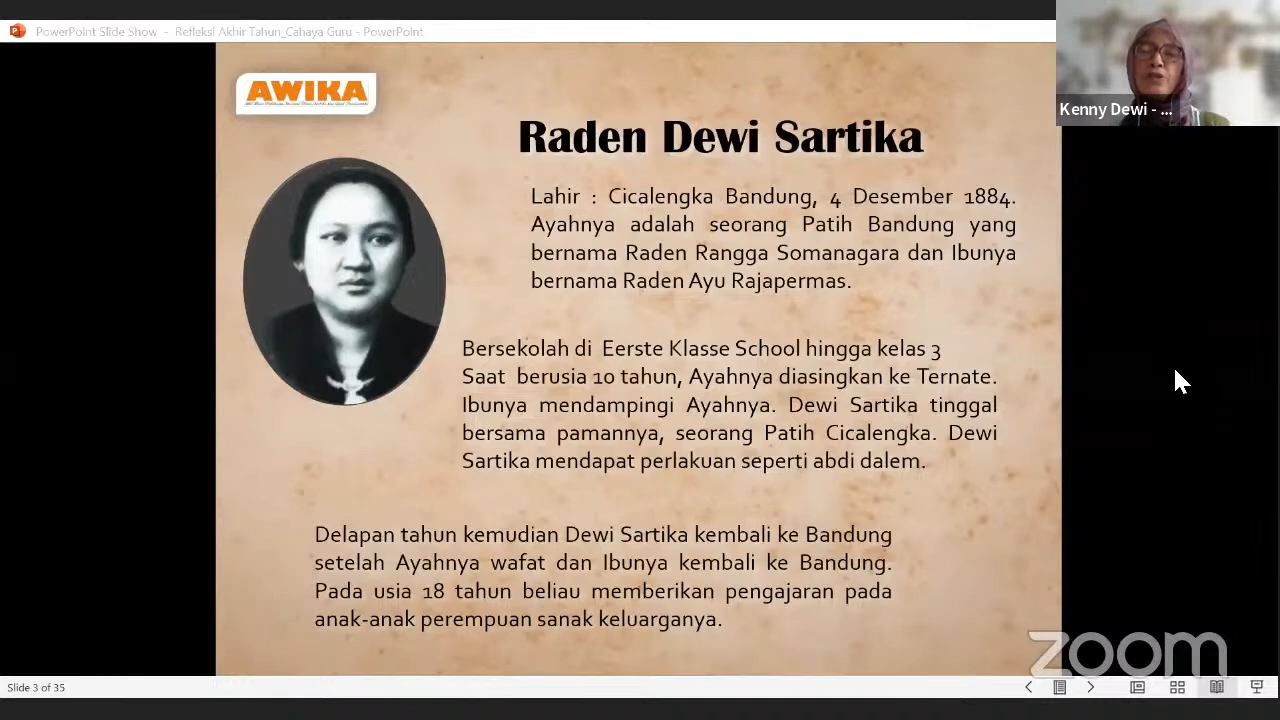 PowerPoint Slide Show - Refleksi Akhir Tahun_Cahaya Guru - PowerPoint
AWIKA
Kenny Dewi - ...
Raden Dewi Sartika
Lahir : Cicalengka Bandung, 4 Desember 1884.
Ayahnya adalah seorang Patih Bandung yang
bernama Raden Rangga Somanagara dan Ibunya
bernama Raden Ayu Rajapermas.
Bersekolah di Eerste Klasse School hingga kelas 3
Saat berusia 10 tahun, Ayahnya diasingkan ke Ternate.
Ibunya mendampingi Ayahnya. Dewi Sartika tinggal
bersama pamannya, seorang Patih Cicalengka. Dewi
Sartika mendapat perlakuan seperti abdi dalem.
Delapan tahun kemudian Dewi Sartika kembali ke Bandung
setelah Ayahnya wafat dan Ibunya kembali ke Bandung.
Pada usia 18 tahun beliau memberikan pengajaran pada
anak-anak perempuan sanak keluarganya.
zoom
Slide 3 of 35